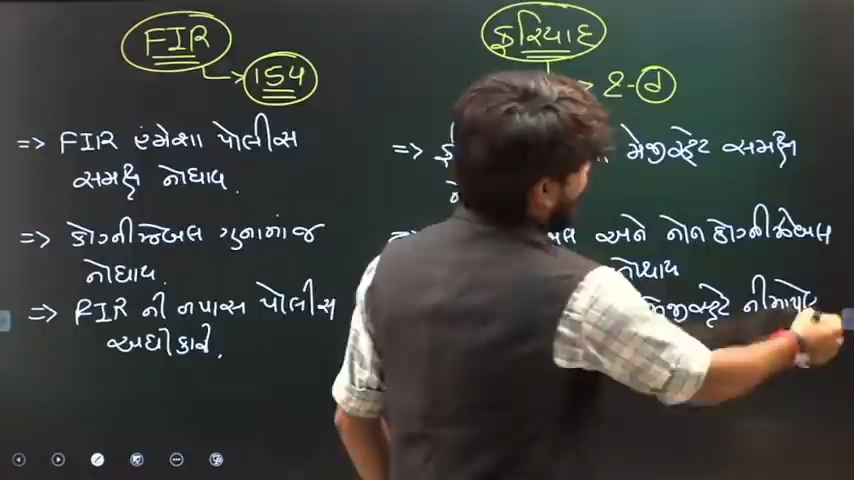 FIR
154
=> FIR હંમેશા પોલીસ
સમક્ષ નોધાય.
=> કોગ્નીઝેબલ ગુનામાં જ
નોધાય.
=> FIR ની તપાસ પોલીસ
અધીકારી.
ફરિયાદ
2-d
=> મેજીસ્ટ્રેટ સમક્ષ
=> અને નોન કોગ્નીઝેબલ
નોધાય
નીમાયેલ